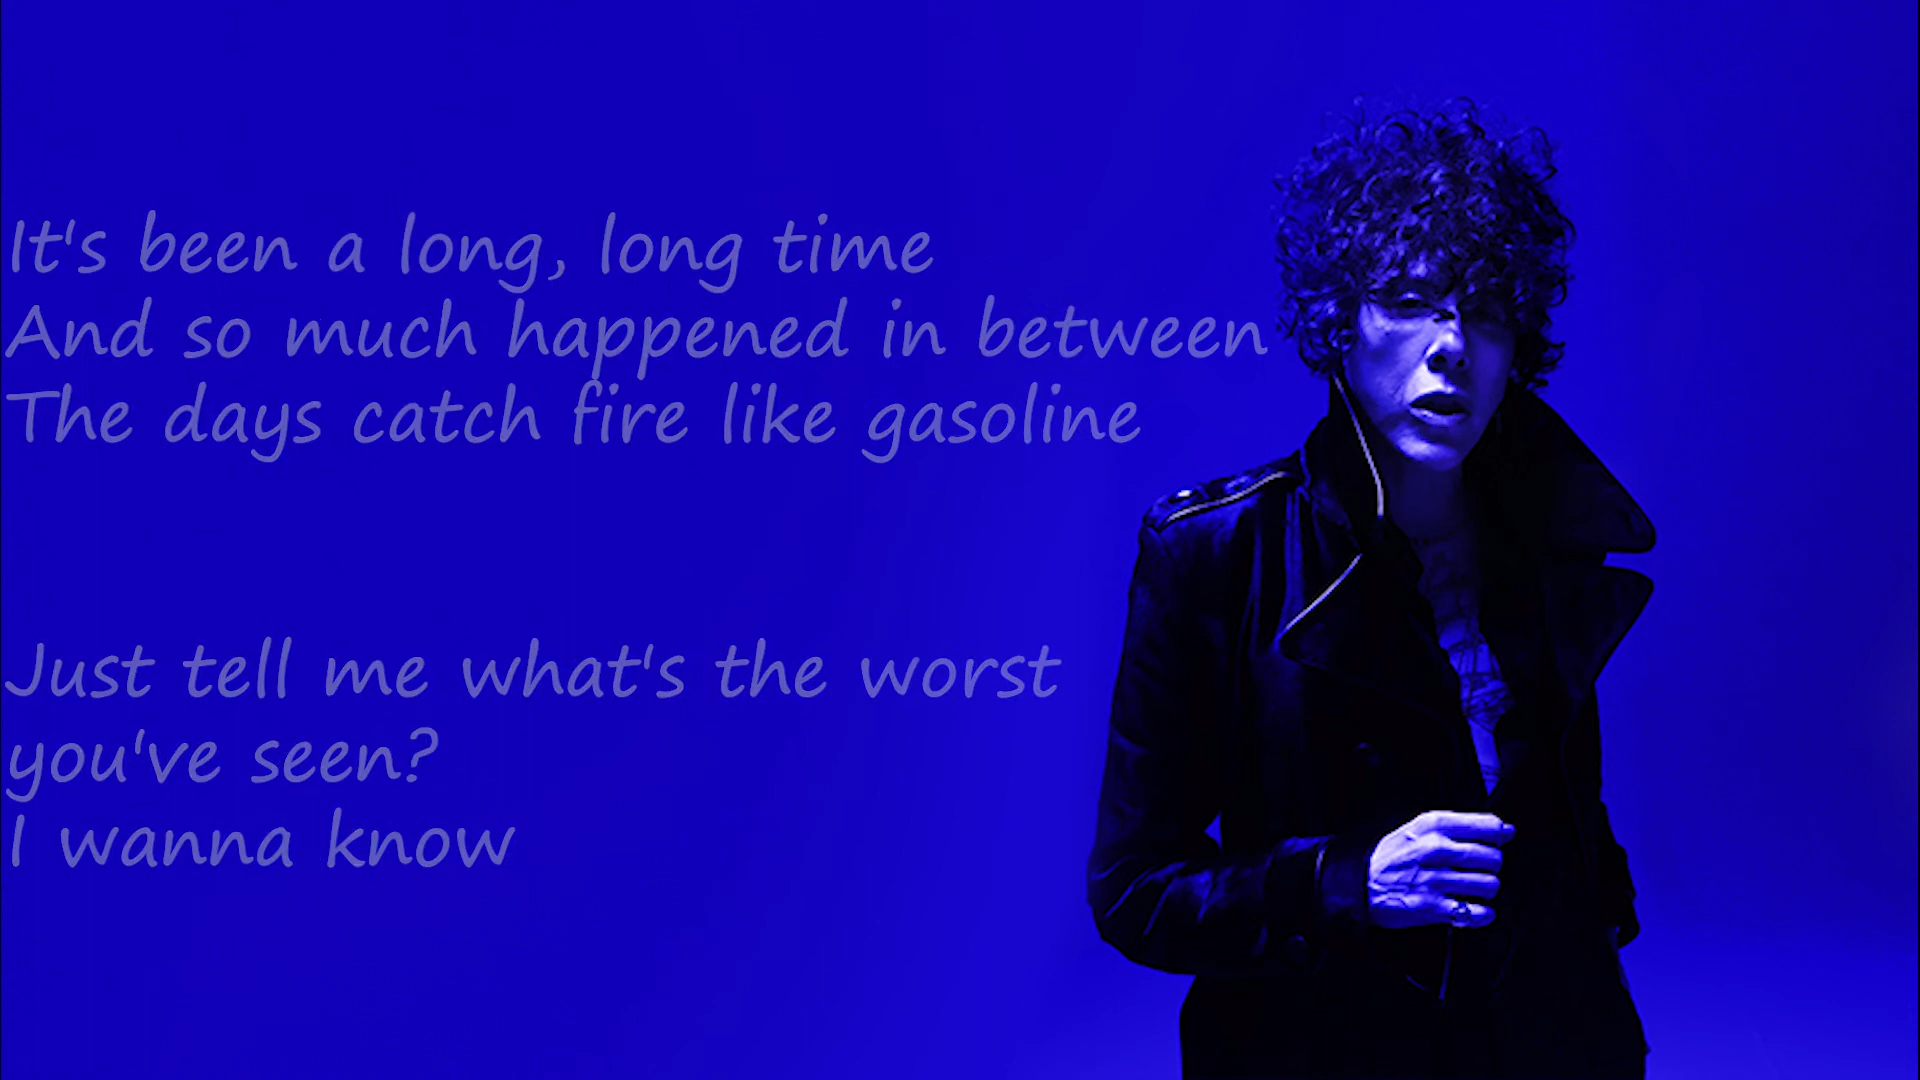 It's been a long, long time
And so much happened in between
The days catch fire like gasoline
Just tell me what's the worst
you've seen?
I wanna know